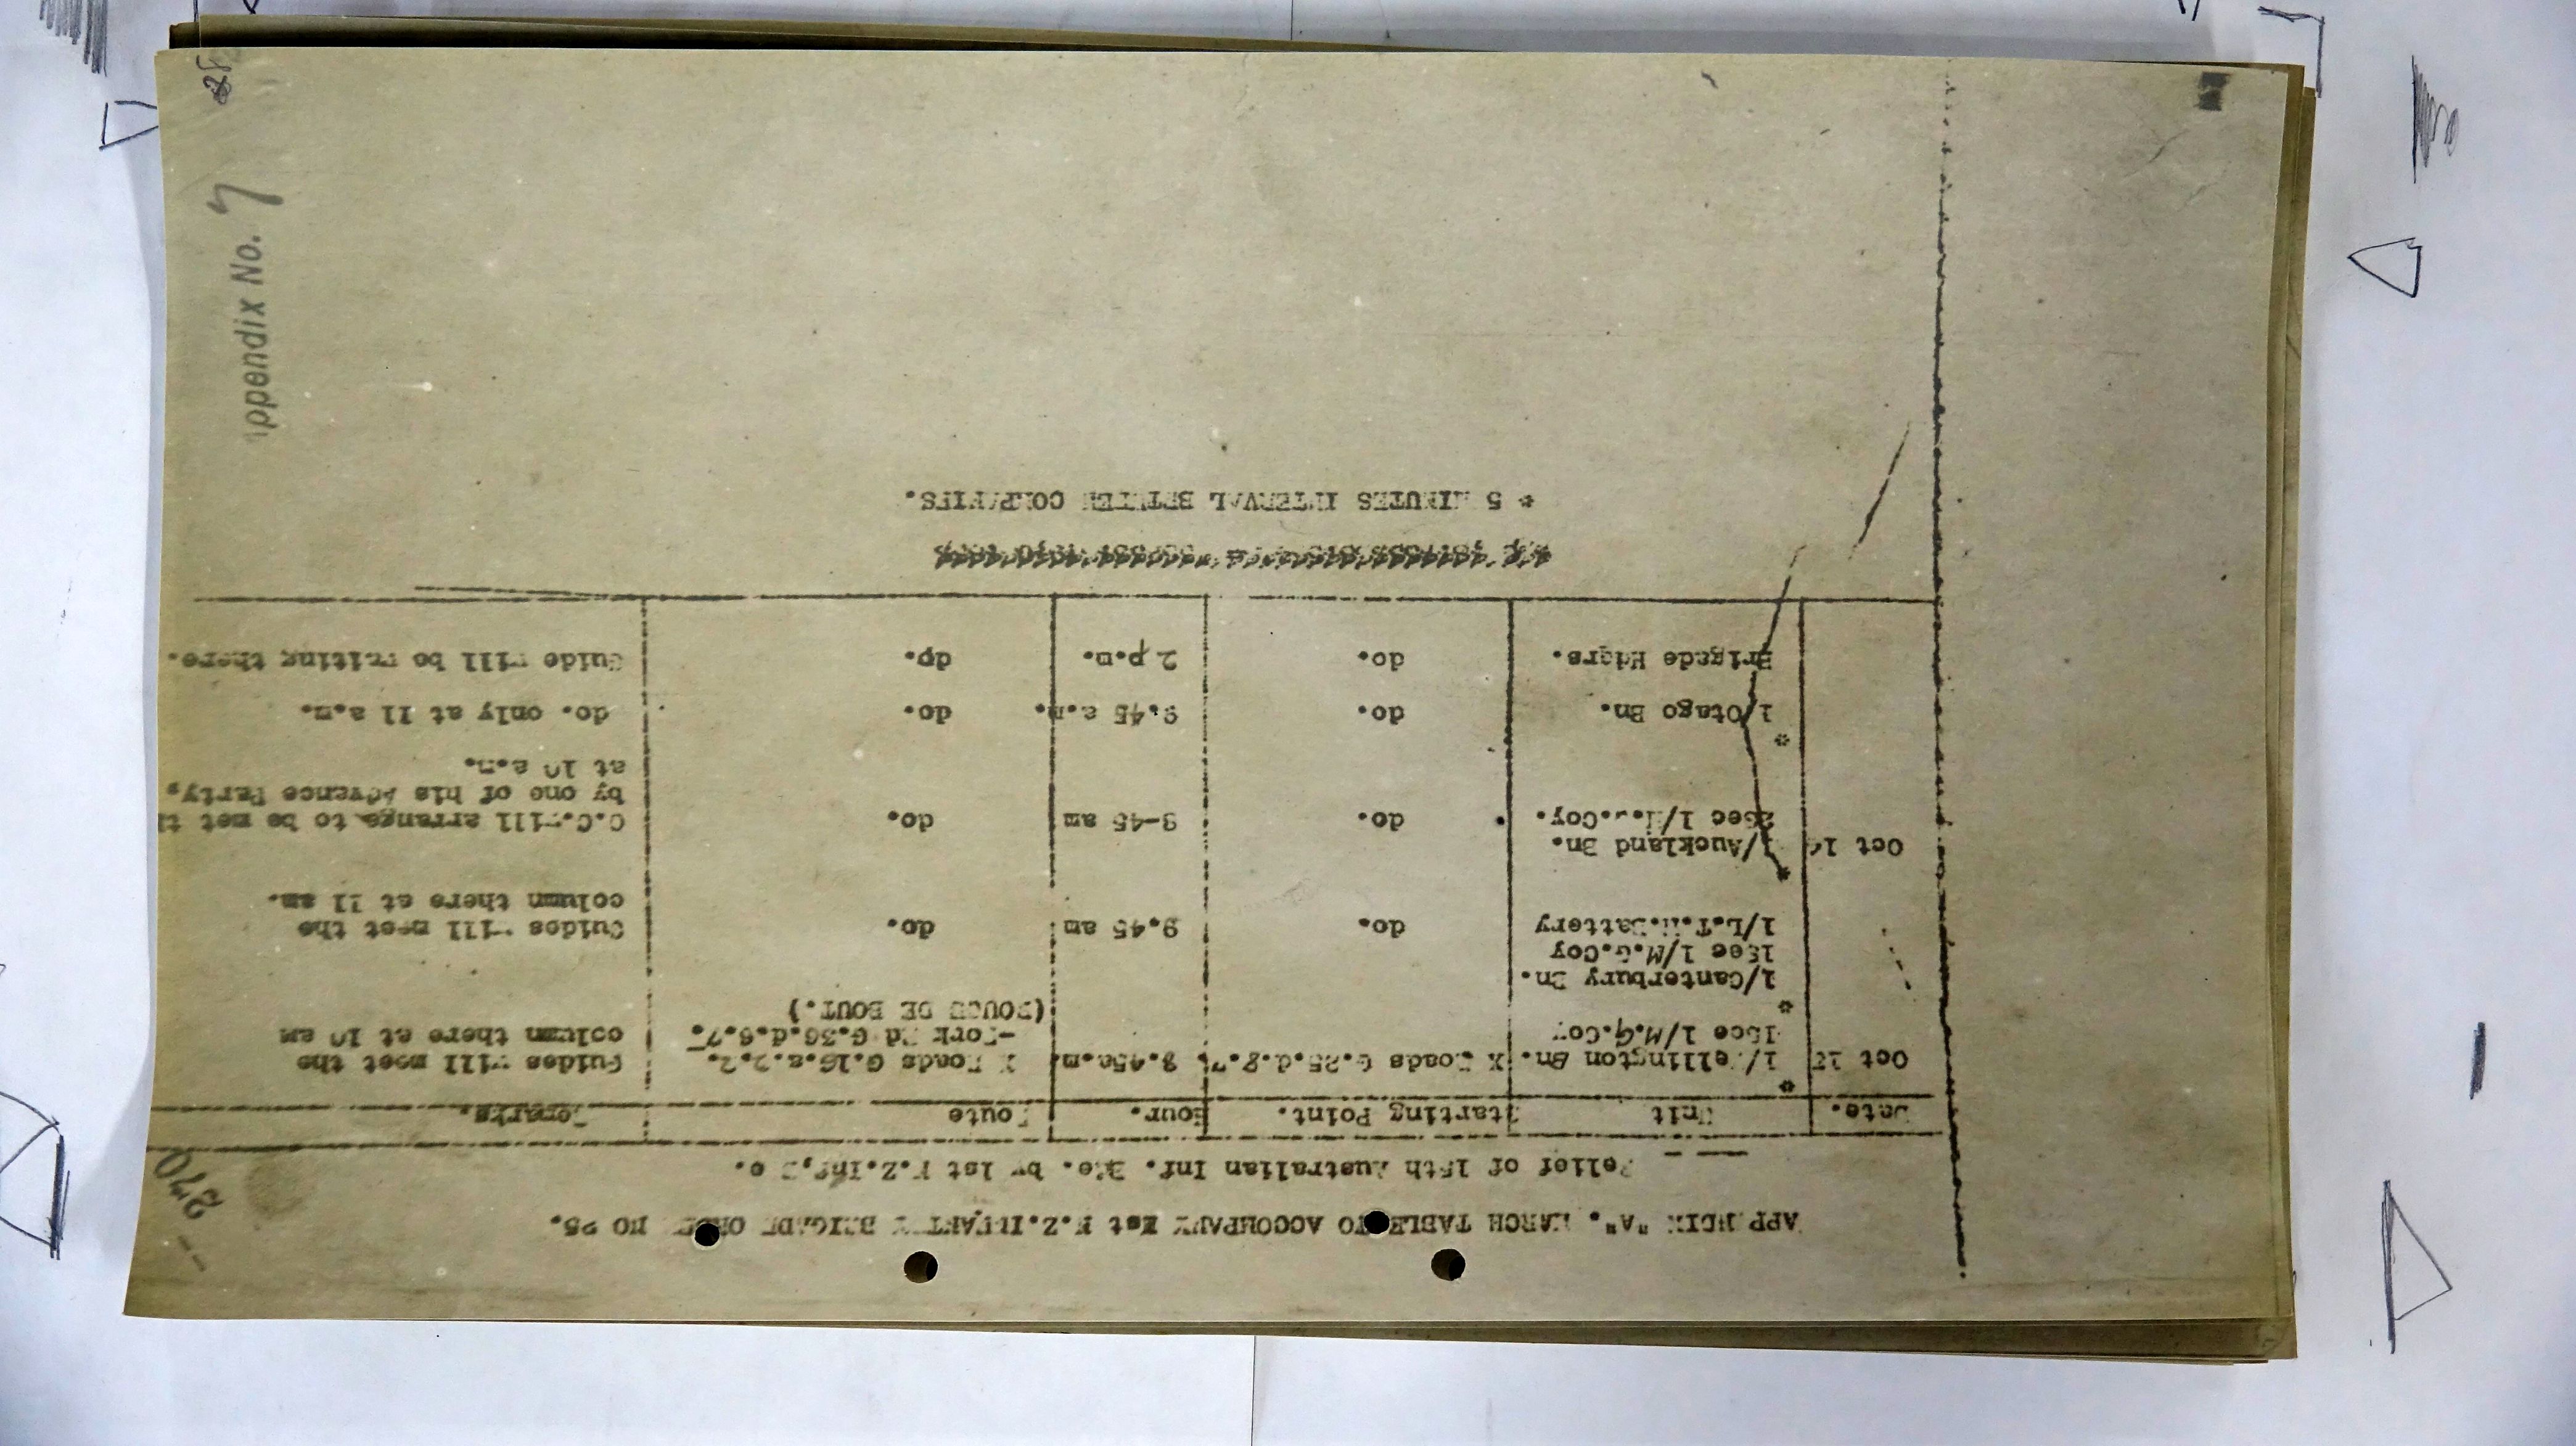 APPENDIX "A". MARCH TABLE TO ACCOMPANY 1st N.Z.INFANTRY BRIGADE ORDER NO 25.
Relief of 15th Australian Inf. Bde. by 1st N.Z.Inf.Bde.
Date. Unit Starting Point. Hour. Route Remarks.
*
Oct 13 1/Wellington Bn. X Roads G.25.d.8.7. 8.45a.m. X Roads G.16.a.2.2. Guides will meet the
1Sec 1/M.G.Coy -York Rd G.36.d.6.7. column there at 10 am
* (ROUGE DE BOUT.)
1/Canterbury Bn.
1Sec 1/M.G.Coy
1/L.T.M.Battery do. 9.45 am do. Guides will meet the
column there at 11 am.
*
Oct 14 1/Auckland Bn.
2Sec 1/M.G.Coy. do. 8-45 am do. O.C.will arrange to be met
by one of his Advance Party,
at 10 a.m.
*
1/Otago Bn. do. 9.45 a.m. do. do. only at 11 a.m.
Brigade Hdqrs. do. 2 p.m. do. Guide will be waiting there.
* 5 MINUTES INTERVAL BETWEEN COMPANIES.
ppendix No. 7
28
270